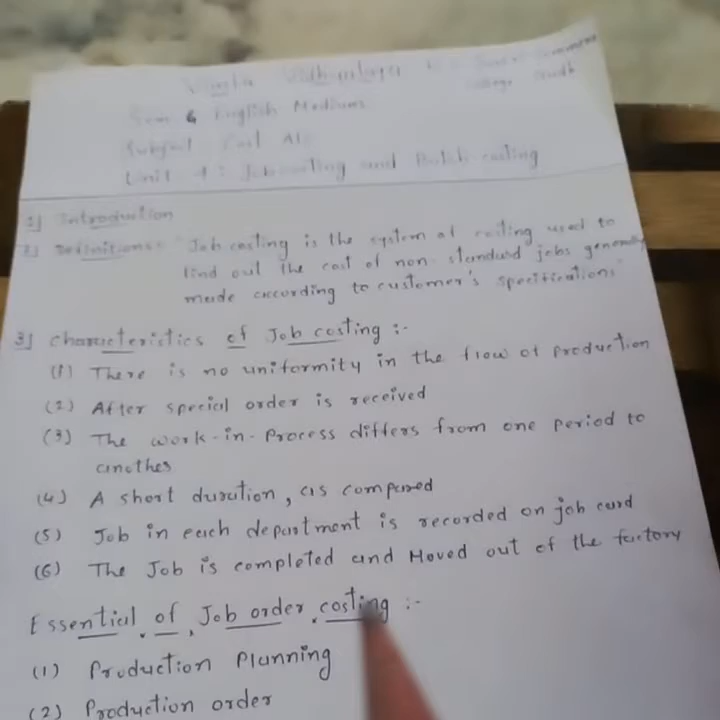 Sem 6 English Medium
Subject : Cost A/c
Unit 4 : Job costing and Batch costing
1) Introduction
2) Definitions:- "Job costing is the system of costing used to
find out the cost of non-standard jobs generally
made according to customer's specifications"
3) Characteristics of Job costing :-
(1) There is no uniformity in the flow of production
(2) After special order is received
(3) The work-in-process differs from one period to
another
(4) A short duration, as compared
(5) Job in each department is recorded on job card
(6) The Job is completed and Moved out of the factory
Essential of Job order costing :-
(1) Production Planning
(2) Production order